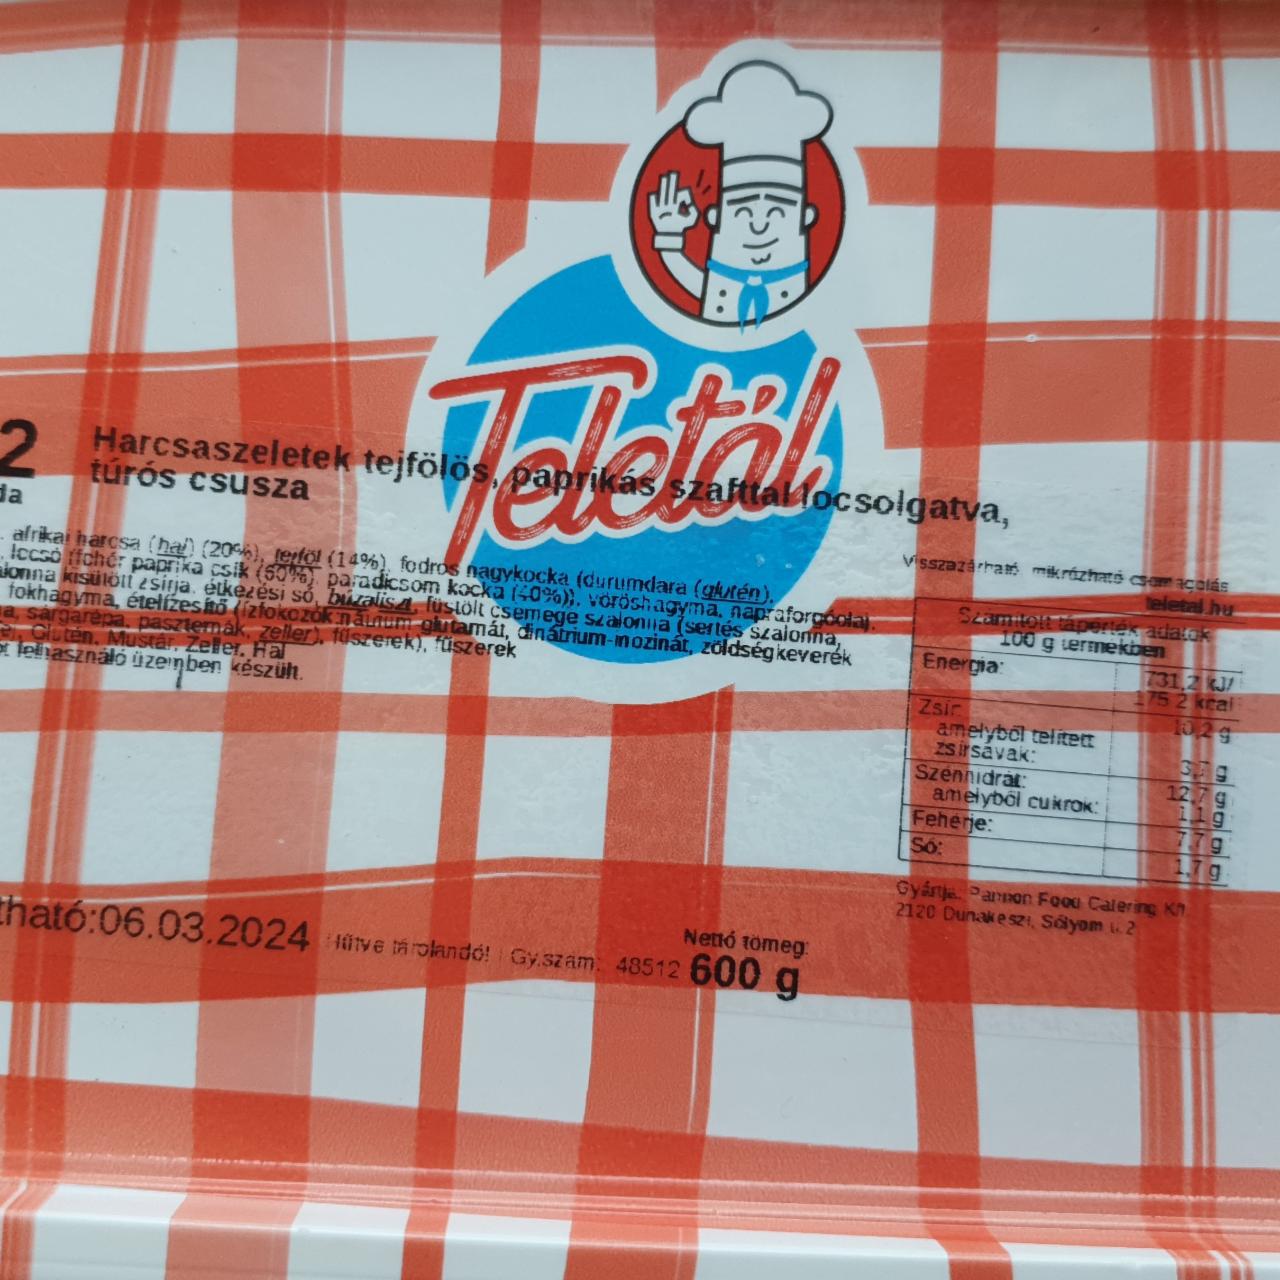 Teletál
2
Harcsaszeletek tejfölös, paprikás szafttal locsolgatva,
túrós csusza
afrikai harcsa (hal) (20%), tejföl (14%), fodros nagykocka (durumdara (glutén),
lecsó (fehér paprika csík (60%), paradicsom kocka (40%)), vöröshagyma, napraforgóolaj,
kisütött zsírja, étkezési só, búzaliszt, füstölt csemege szalonna (sertés szalonna,
fokhagyma, ételízesítő (ízfokozók nátrium-glutamát, dinátrium-inozinát, zöldségkeverék
sárgarépa, paszternák, zeller), fűszerek), fűszerek
Glutén, Mustár, Zeller, Hal
felhasználó üzemben készült.
Visszazárható mikrózható csomagolás
teletal.hu
Számított tápérték adatok
100 g termékben
Energia: 731,2 kJ/
175,2 kcal
Zsír: 10,2 g
amelyből telített
zsírsavak: 3,7 g
Szénhidrát: 12,7 g
amelyből cukrok: 1,1 g
Fehérje: 7,7 g
Só: 1,7 g
Gyártja: Pannon Food Catering Kft
2120 Dunakeszi, Sólyom u. 2
tható:06.03.2024 Hűtve tárolandó! Gy.szám: 48512
Nettó tömeg:
600 g